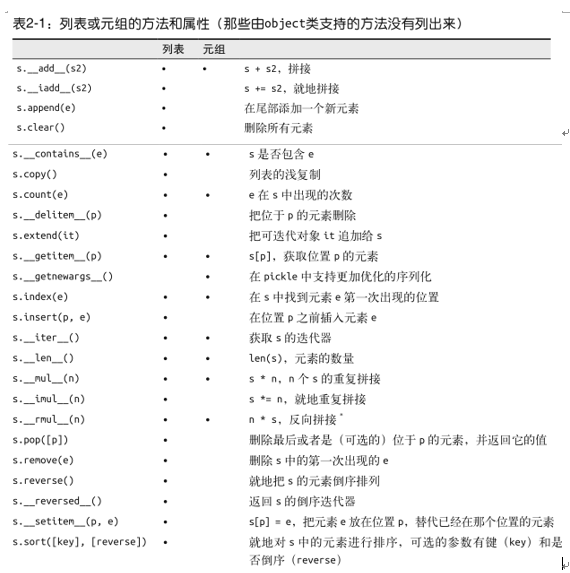 表2-1：列表或元组的方法和属性（那些由object类支持的方法没有列出来）
列表 元组
s.__add__(s2) • • s + s2，拼接
s.__iadd__(s2) • s += s2，就地拼接
s.append(e) • 在尾部添加一个新元素
s.clear() • 删除所有元素
s.__contains__(e) • • s 是否包含 e
s.copy() • 列表的浅复制
s.count(e) • • e 在 s 中出现的次数
s.__delitem__(p) • 把位于 p 的元素删除
s.extend(it) • 把可迭代对象 it 追加给 s
s.__getitem__(p) • • s[p]，获取位置 p 的元素
s.__getnewargs__() • 在 pickle 中支持更加优化的序列化
s.index(e) • • 在 s 中找到元素 e 第一次出现的位置
s.insert(p, e) • 在位置 p 之前插入元素 e
s.__iter__() • • 获取 s 的迭代器
s.__len__() • • len(s)，元素的数量
s.__mul__(n) • • s * n，n 个 s 的重复拼接
s.__imul__(n) • s *= n，就地重复拼接
s.__rmul__(n) • • n * s，反向拼接*
s.pop([p]) • 删除最后或者是（可选的）位于 p 的元素，并返回它的值
s.remove(e) • 删除 s 中的第一次出现的 e
s.reverse() • 就地把 s 的元素倒序排列
s.__reversed__() • 返回 s 的倒序迭代器
s.__setitem__(p, e) • s[p] = e，把元素 e 放在位置 p，替代已经在那个位置的元素
s.sort([key], [reverse]) • 就地对 s 中的元素进行排序，可选的参数有键（key）和是
否倒序（reverse）